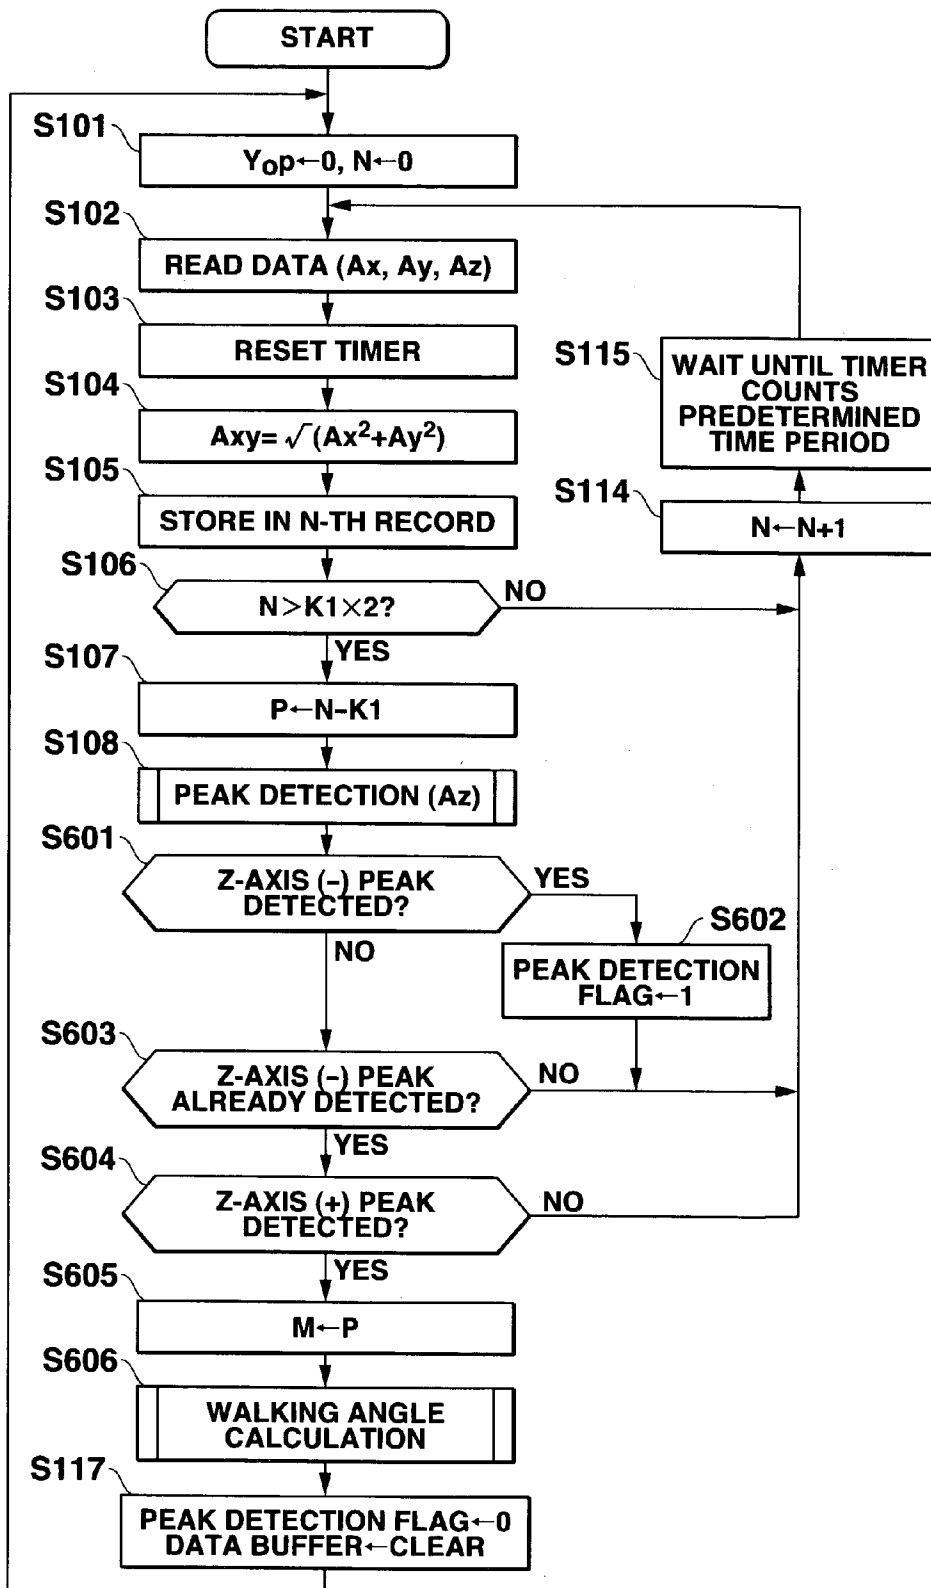 START
S101
Yop←0, N←0
S102
READ DATA (Ax, Ay, Az)
S103
RESET TIMER
S104
Axy=√(Ax²+Ay²)
S105
STORE IN N-TH RECORD
S106
N>K1×2?
NO
YES
S107
P←N-K1
S108
PEAK DETECTION (Az)
S601
Z-AXIS (-) PEAK
DETECTED?
YES
NO
S602
PEAK DETECTION
FLAG←1
S603
Z-AXIS (-) PEAK
ALREADY DETECTED?
NO
YES
S604
Z-AXIS (+) PEAK
DETECTED?
NO
YES
S605
M←P
S606
WALKING ANGLE
CALCULATION
S117
PEAK DETECTION FLAG←0
DATA BUFFER←CLEAR
S115
WAIT UNTIL TIMER
COUNTS
PREDETERMINED
TIME PERIOD
S114
N←N+1